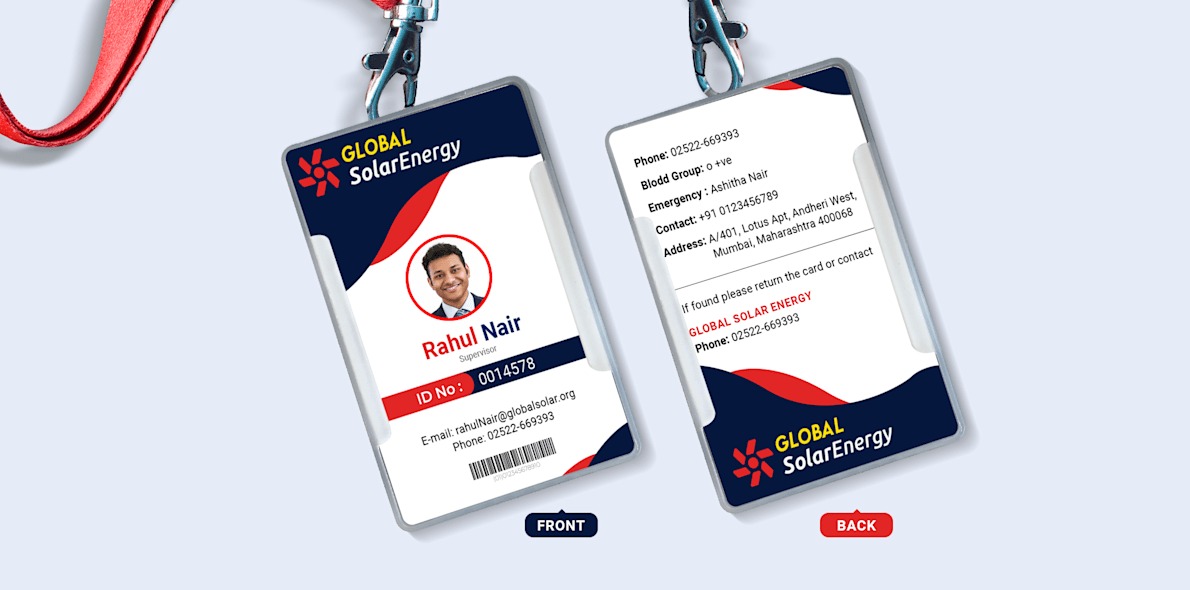 GLOBAL
SolarEnergy
Rahul Nair
Supervisor
ID No : 0014578
E-mail: rahulNair@globalsolar.org
Phone: 02522-669393
FRONT
Phone: 02522-669393
Blodd Group: o +ve
Emergency : Ashitha Nair
Contact: +91 0123456789
Address: A/401, Lotus Apt, Andheri West,
Mumbai, Maharashtra 400068
If found please return the card or contact
GLOBAL SOLAR ENERGY
Phone: 02522-669393
GLOBAL
SolarEnergy
BACK